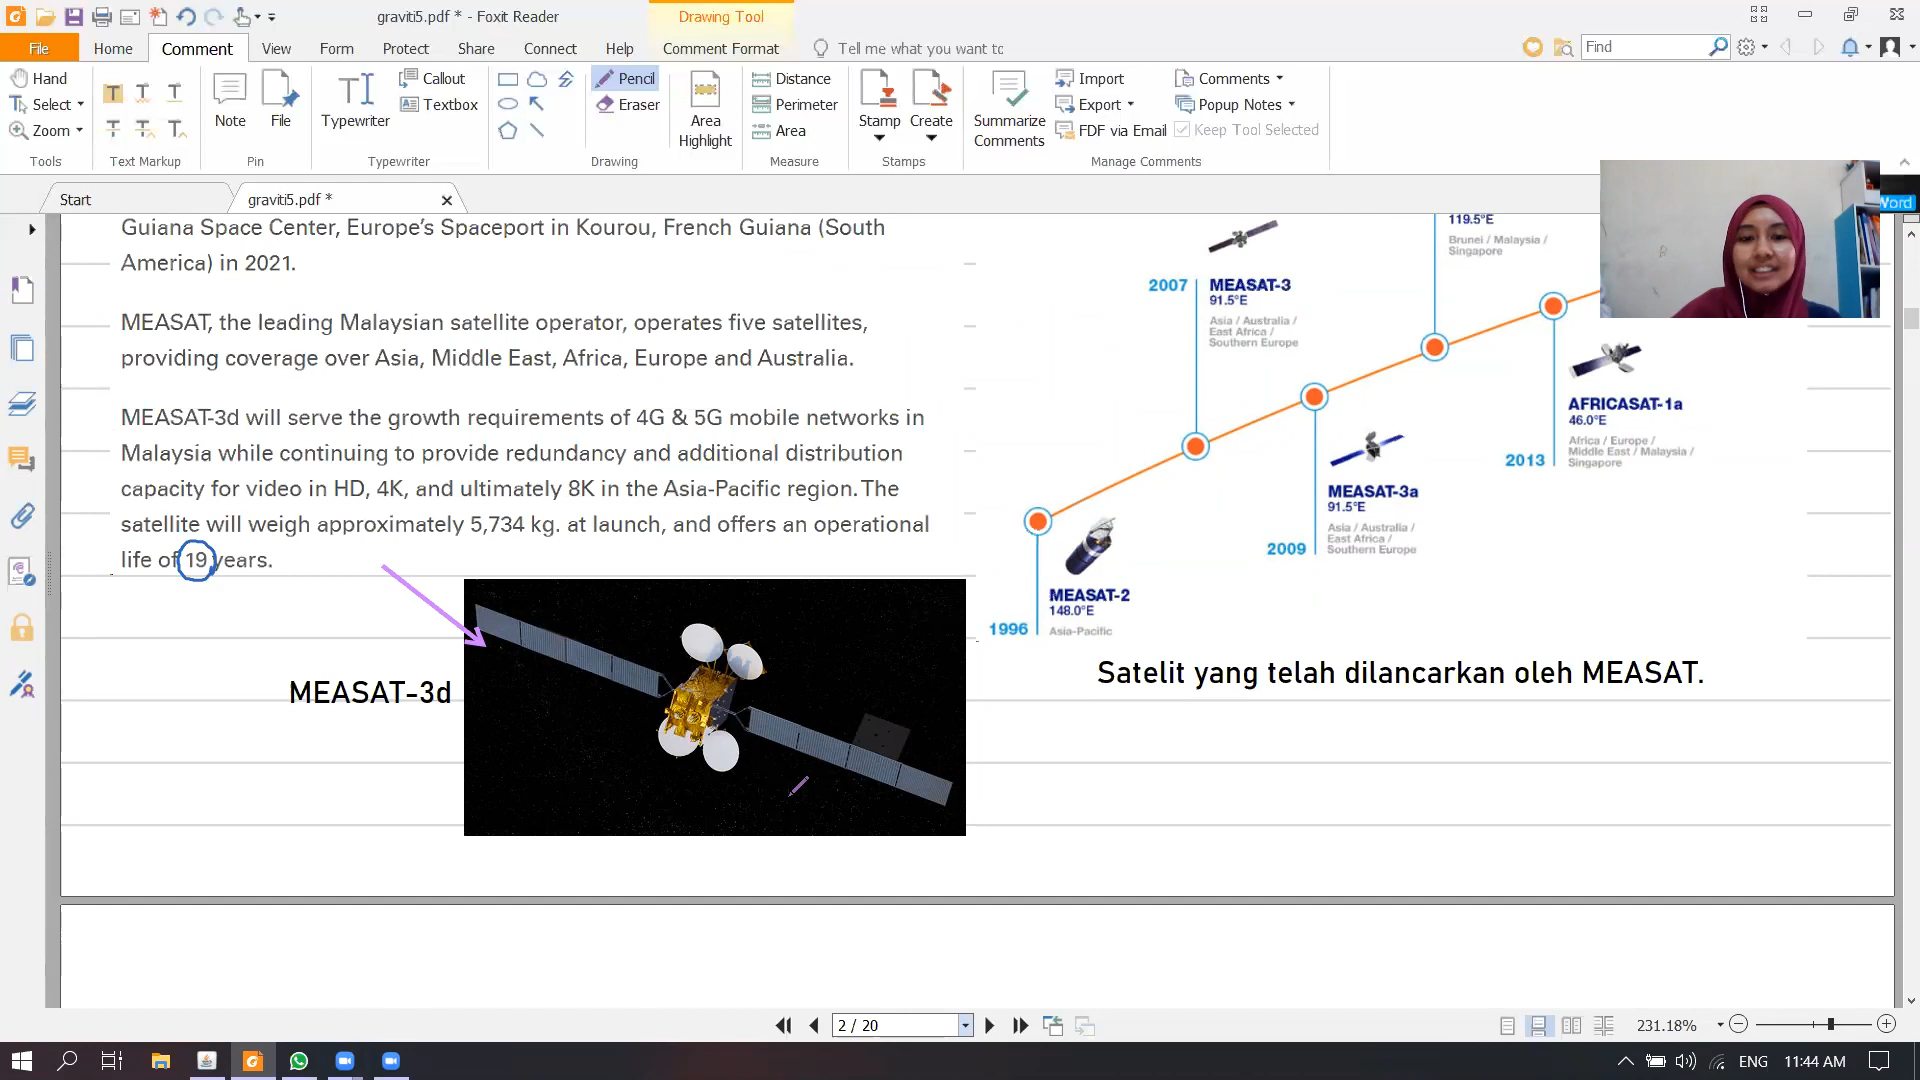 graviti5.pdf * - Foxit Reader
Drawing Tool
File
Home
Comment
View
Form
Protect
Share
Connect
Help
Comment Format
Tell me what you want to
Find
Hand
Select
Zoom
Tools
Text Markup
Note
File
Pin
Typewriter
Callout
Textbox
Typewriter
Pencil
Eraser
Drawing
Area
Highlight
Distance
Perimeter
Area
Measure
Stamp
Create
Stamps
Summarize
Comments
Import
Export
FDF via Email
Comments
Popup Notes
Keep Tool Selected
Manage Comments
Start
graviti5.pdf *
Word
Guiana Space Center, Europe's Spaceport in Kourou, French Guiana (South
America) in 2021.
MEASAT, the leading Malaysian satellite operator, operates five satellites,
providing coverage over Asia, Middle East, Africa, Europe and Australia.
MEASAT-3d will serve the growth requirements of 4G & 5G mobile networks in
Malaysia while continuing to provide redundancy and additional distribution
capacity for video in HD, 4K, and ultimately 8K in the Asia-Pacific region. The
satellite will weigh approximately 5,734 kg. at launch, and offers an operational
life of 19 years.
MEASAT-3d
119.5°E
Brunei / Malaysia /
Singapore
2007
MEASAT-3
91.5°E
Asia / Australia /
East Africa /
Southern Europe
AFRICASAT-1a
46.0°E
Africa / Europe /
Middle East / Malaysia /
Singapore
2013
MEASAT-3a
91.5°E
Asia / Australia /
East Africa /
Southern Europe
2009
MEASAT-2
148.0°E
Asia-Pacific
1996
Satelit yang telah dilancarkan oleh MEASAT.
2 / 20
231.18%
ENG
11:44 AM